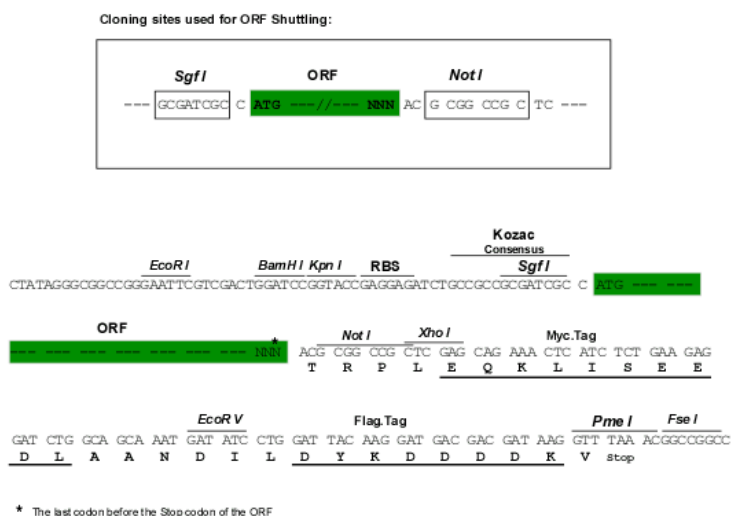 Cloning sites used for ORF Shuttling:
Sgf I ORF Not I
--- GCGATCGC C ATG ---//--- NNN AC G CGG CCG C TC ---
Kozac
Consensus
EcoR I BamH I Kpn I RBS Sgf I
CTATAGGGCGGCCGGGAATTCGTCGACTGGATCCGGTACCGAGGAGATCTGCCGCCGCGATCGC C ATG --- --- ---
ORF
Not I Xho I Myc.Tag
--- --- --- --- --- --- --- --- --- NNN* ACG CGG CCG CTC GAG CAG AAA CTC ATC TCT GAA GAG
T R P L E Q K L I S E E
EcoR V Flag.Tag Pme I Fse I
GAT CTG GCA GCA AAT GAT ATC CTG GAT TAC AAG GAT GAC GAC GAT AAG GTT TAA ACGGCCGGCC
D L A A N D I L D Y K D D D D K V Stop
* The last codon before the Stop codon of the ORF